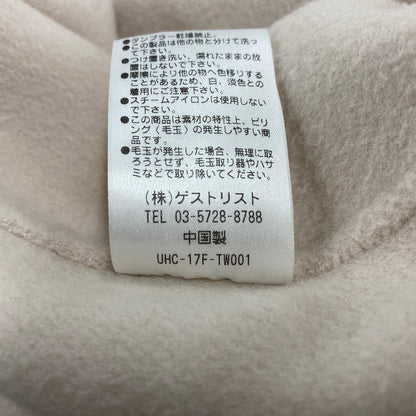 ●タンブラー乾燥禁止。
●この製品は他の物と分けて洗って下さい。
●つけ置き洗い、濡れたままの放置はしないで下さい。
●摩擦により他の物へ色移りすることがあるため、白、淡色との着用にご注意下さい。
●スチームアイロンは使用しないで下さい。
●この商品は素材の特性上、ピリング(毛玉)の発生しやすい商品です。
●毛玉が発生した場合、無理に取ろうとせず、毛玉取り器やハサミなどで取り除いてください。
(株)ゲストリスト
TEL 03-5728-8788
中国製
UHC-17F-TW001